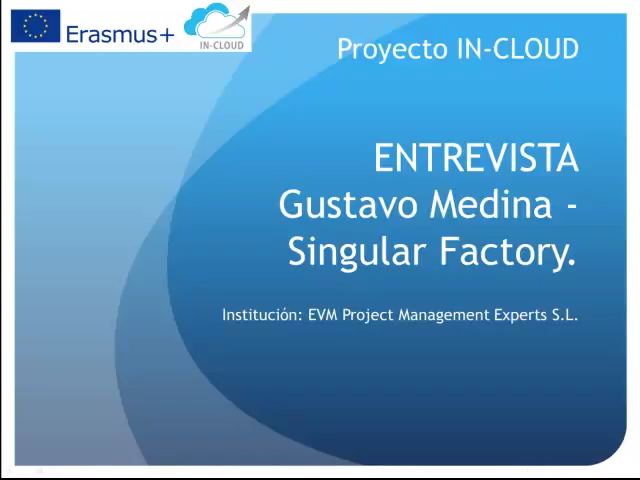 Erasmus+
IN-CLOUD
Proyecto IN-CLOUD
ENTREVISTA
Gustavo Medina -
Singular Factory.
Institución: EVM Project Management Experts S.L.